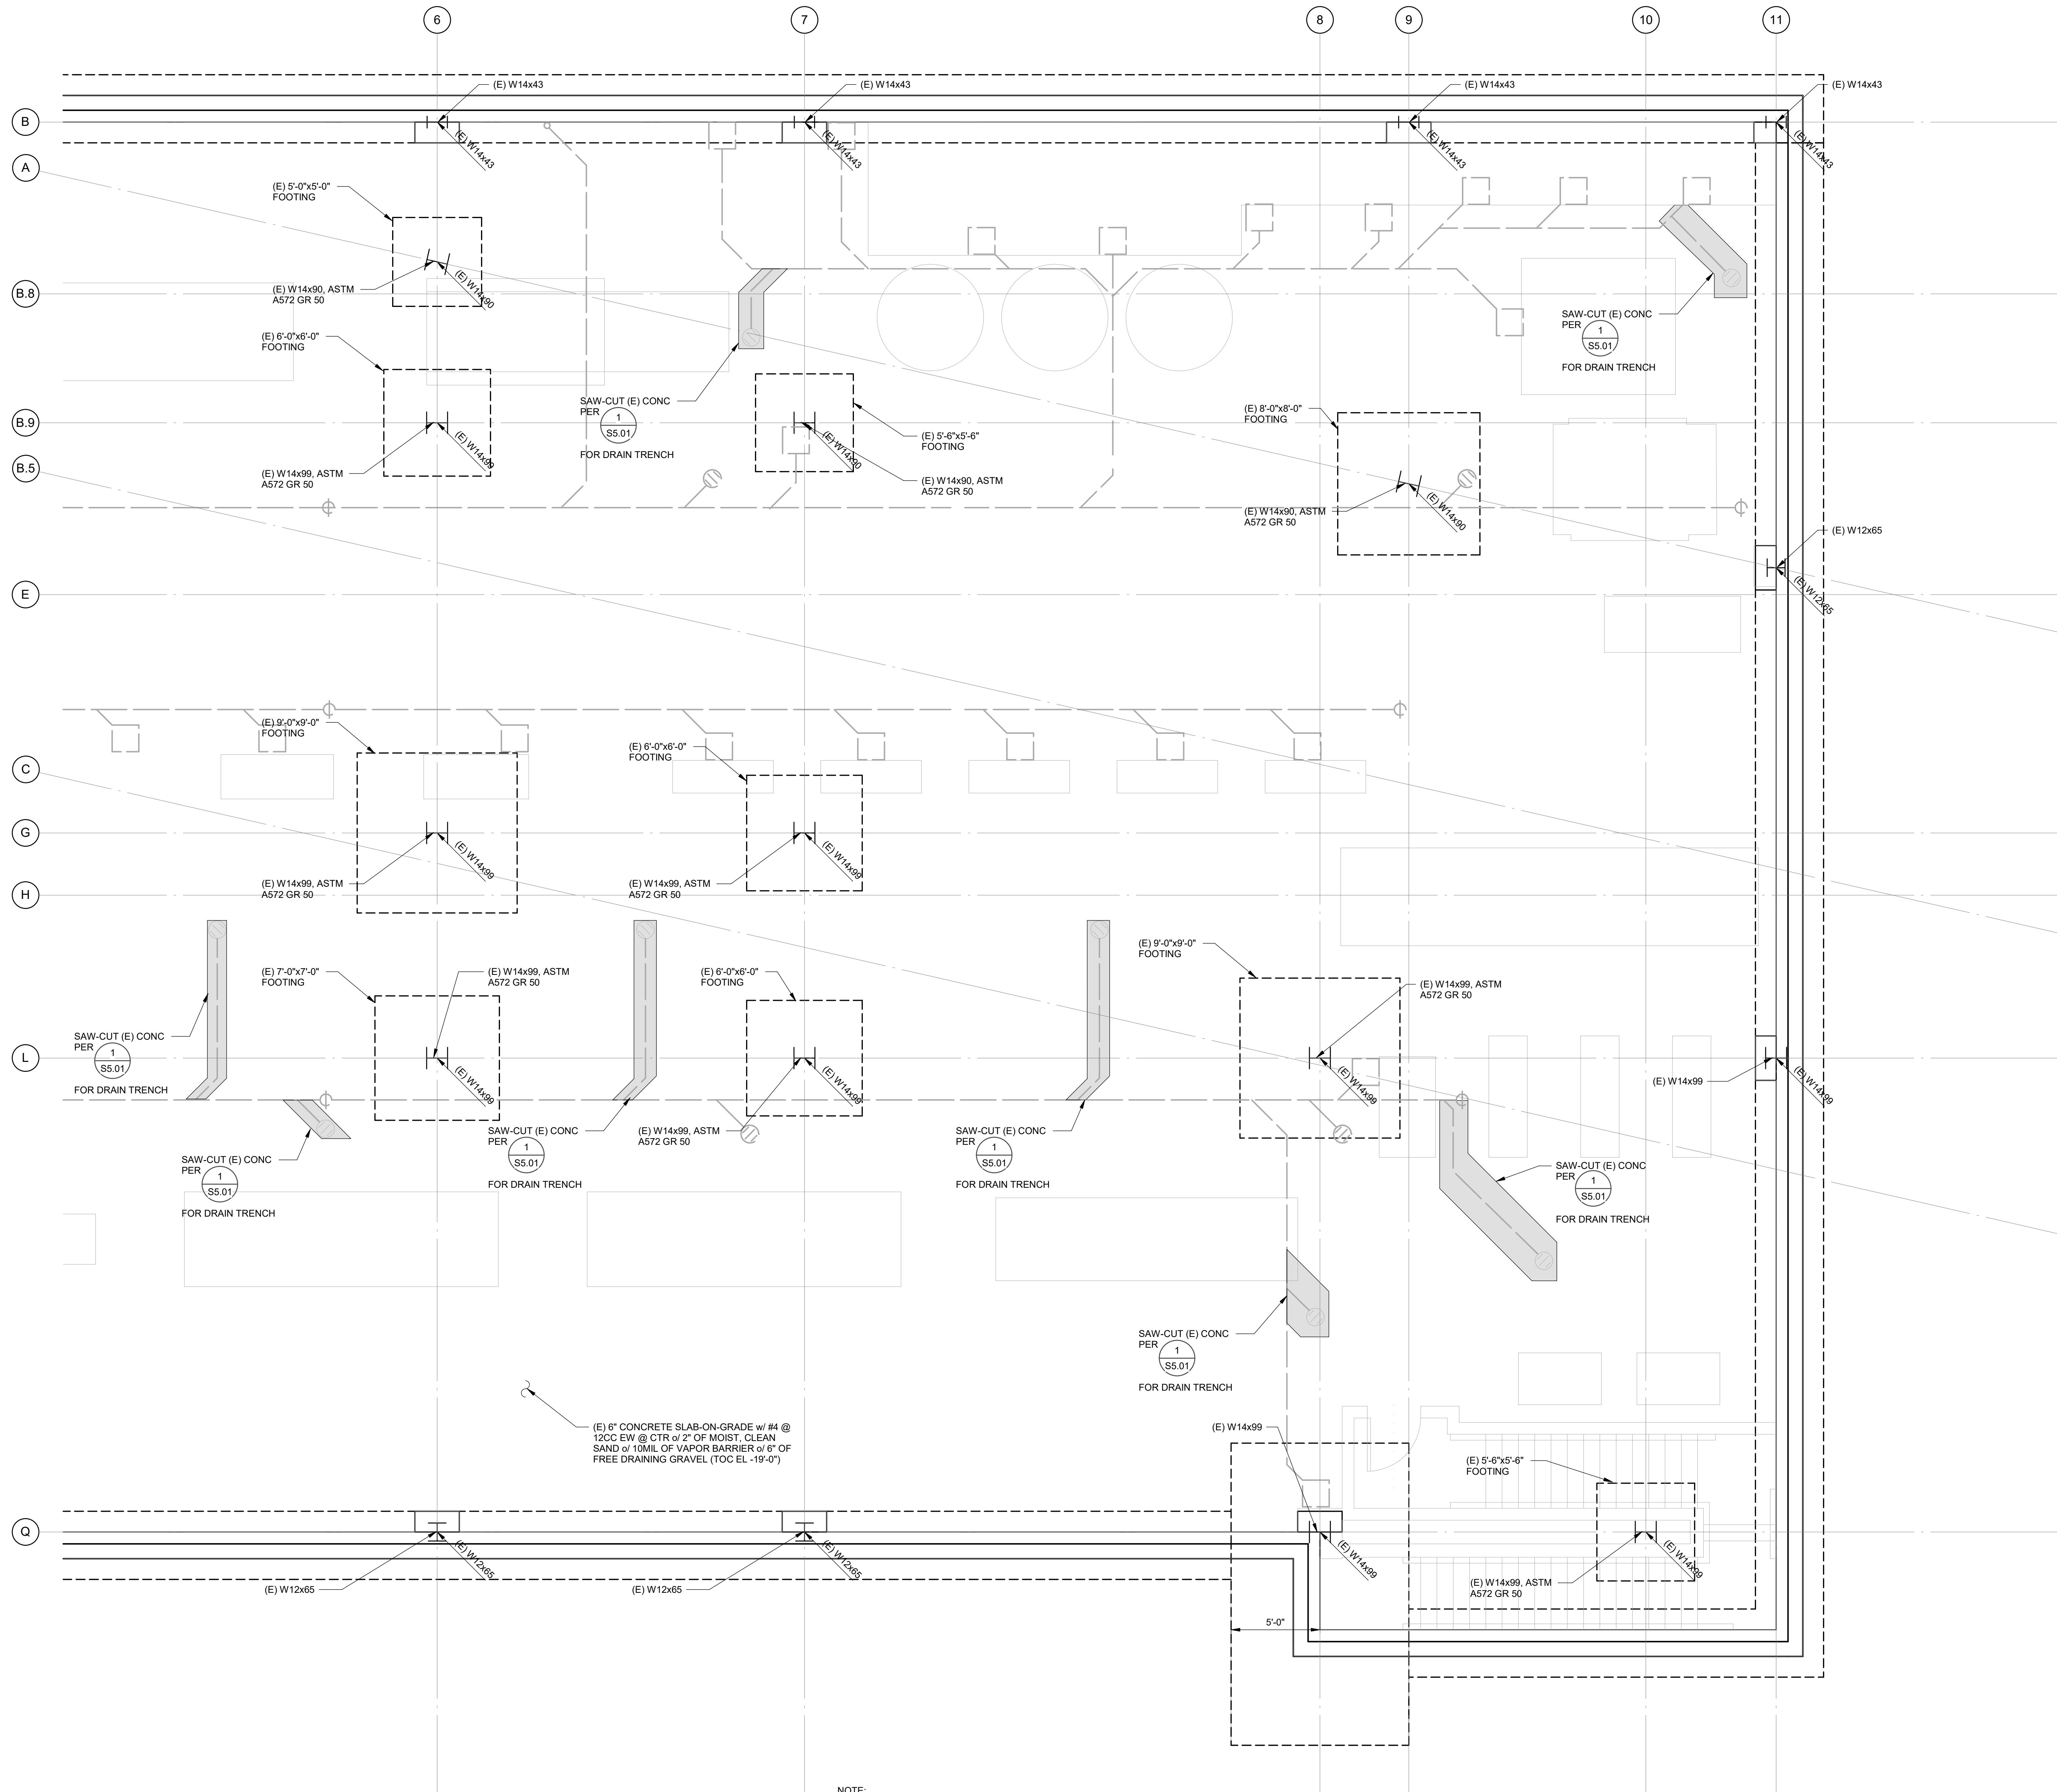 6
7
8
9
10
11
(E) W14x43
(E) W14x43
(E) W14x43
(E) W14x43
B
(E) W14x43
(E) W14x43
(E) W14x43
(E) W14x43
A
(E) 5'-0"x5'-0"
FOOTING
(E) W14x90, ASTM
A572 GR 50
(E) W14x90
B.8
SAW-CUT (E) CONC
PER
1
S5.01
FOR DRAIN TRENCH
(E) 6'-0"x6'-0"
FOOTING
SAW-CUT (E) CONC
PER
1
S5.01
FOR DRAIN TRENCH
(E) 8'-0"x8'-0"
FOOTING
B.9
(E) W14x99
(E) W14x90
(E) 5'-6"x5'-6"
FOOTING
B.5
(E) W14x99, ASTM
A572 GR 50
(E) W14x90, ASTM
A572 GR 50
(E) W14x90, ASTM
A572 GR 50
(E) W14x90
(E) W12x65
E
(E) W12x65
(E) 9'-0"x9'-0"
FOOTING
(E) 6'-0"x6'-0"
FOOTING
C
G
(E) W14x99
(E) W14x99
(E) W14x99, ASTM
A572 GR 50
(E) W14x99, ASTM
A572 GR 50
H
(E) 9'-0"x9'-0"
FOOTING
(E) 7'-0"x7'-0"
FOOTING
(E) W14x99, ASTM
A572 GR 50
(E) 6'-0"x6'-0"
FOOTING
(E) W14x99, ASTM
A572 GR 50
SAW-CUT (E) CONC
PER
1
S5.01
FOR DRAIN TRENCH
L
(E) W14x99
(E) W14x99
(E) W14x99
(E) W14x99
(E) W14x99
SAW-CUT (E) CONC
PER
1
S5.01
FOR DRAIN TRENCH
SAW-CUT (E) CONC
PER
1
S5.01
FOR DRAIN TRENCH
(E) W14x99, ASTM
A572 GR 50
SAW-CUT (E) CONC
PER
1
S5.01
FOR DRAIN TRENCH
SAW-CUT (E) CONC
PER
1
S5.01
FOR DRAIN TRENCH
SAW-CUT (E) CONC
PER
1
S5.01
FOR DRAIN TRENCH
(E) 6" CONCRETE SLAB-ON-GRADE w/ #4 @
12CC EW @ CTR o/ 2" OF MOIST, CLEAN
SAND o/ 10MIL OF VAPOR BARRIER o/ 6" OF
FREE DRAINING GRAVEL (TOC EL -19'-0")
(E) W14x99
(E) 5'-6"x5'-6"
FOOTING
Q
(E) W12x65
(E) W12x65
(E) W14x99
(E) W14x99
(E) W12x65
(E) W12x65
(E) W14x99, ASTM
A572 GR 50
5'-0"
NOTE: